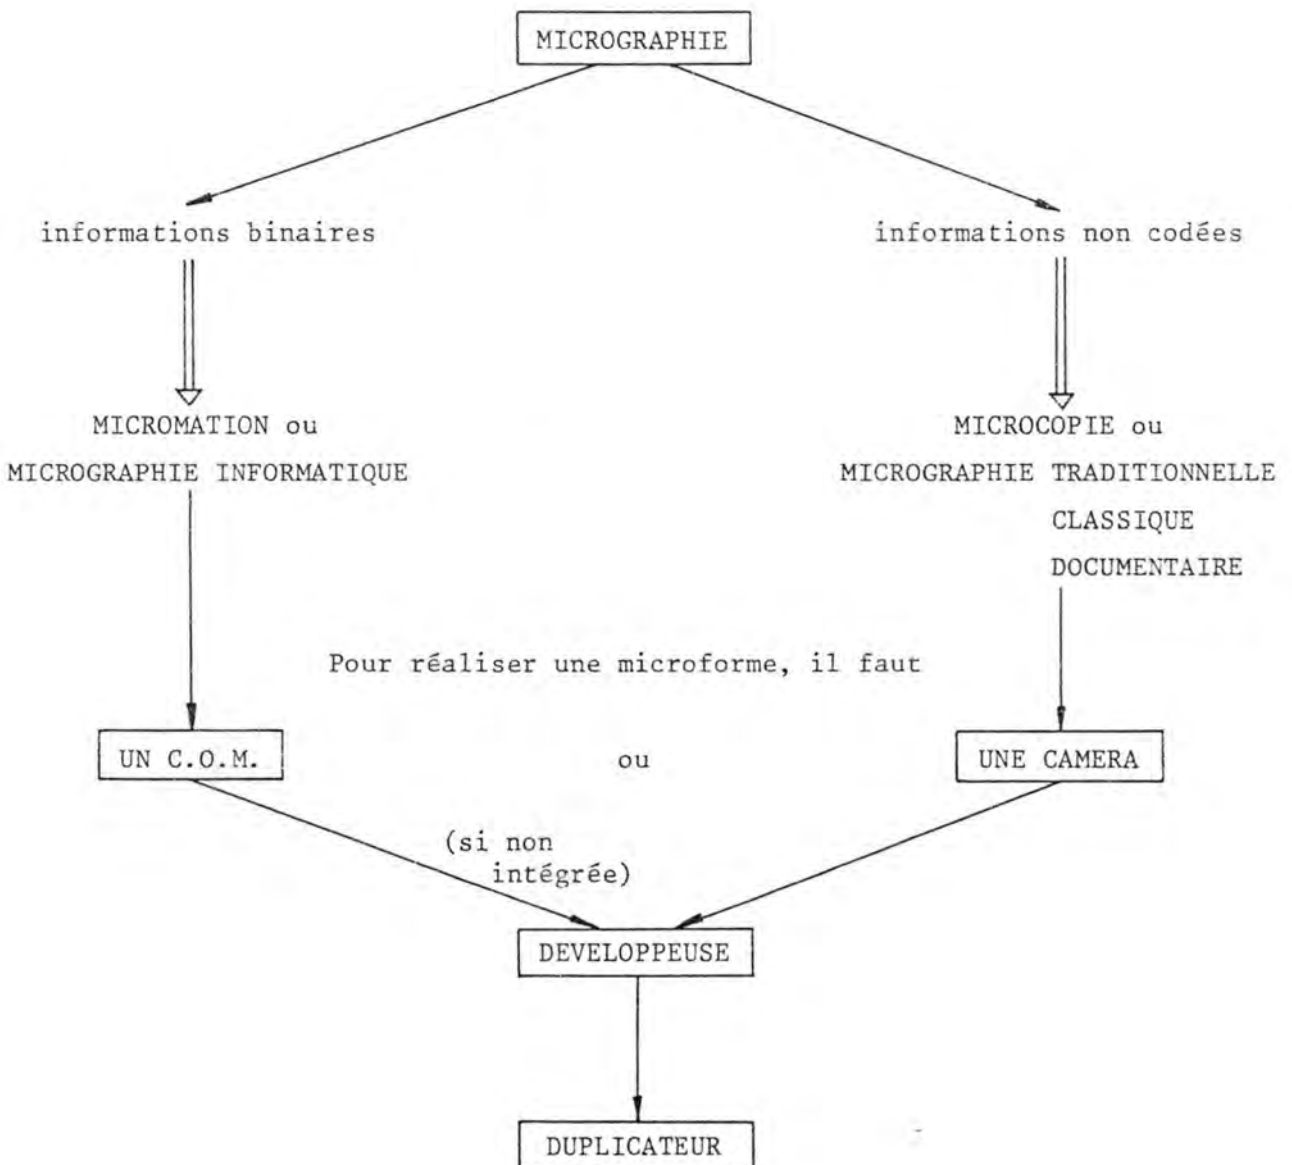 MICROGRAPHIE
informations binaires
informations non codées
MICROMATION ou
MICROGRAPHIE INFORMATIQUE
MICROCOPIE ou
MICROGRAPHIE TRADITIONNELLE
CLASSIQUE
DOCUMENTAIRE
Pour réaliser une microforme, il faut
UN C.O.M.
ou
UNE CAMERA
(si non
intégrée)
DEVELOPPEUSE
DUPLICATEUR